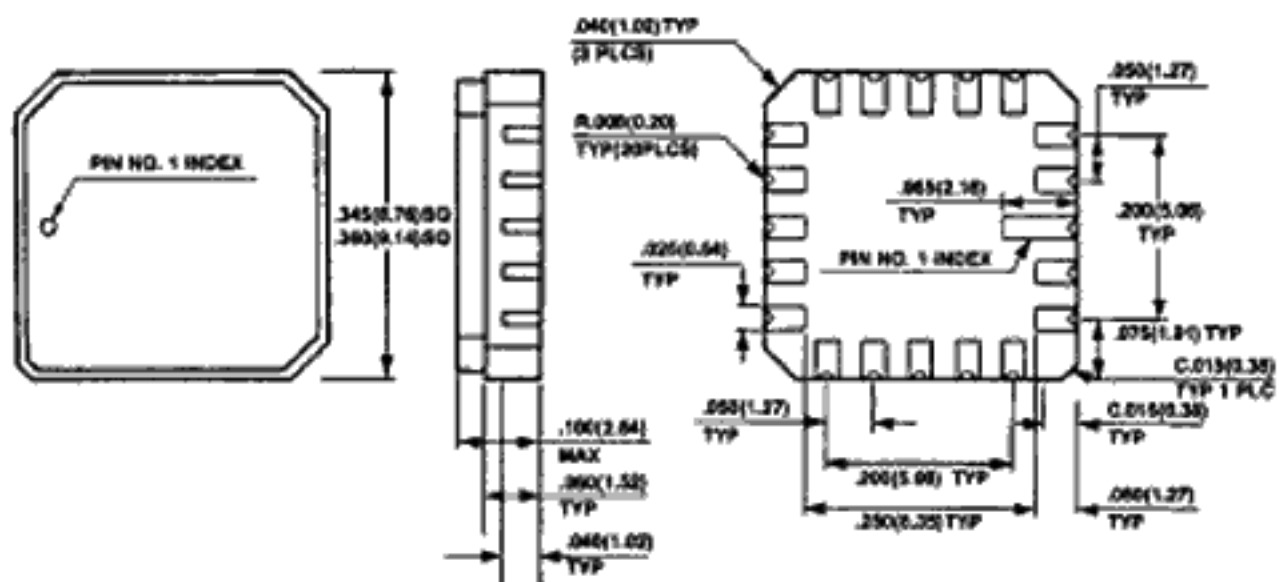 PIN NO. 1 INDEX
.345(8.76)/SQ
.360(9.14)/SQ
.100(2.54)
MAX
.060(1.52)
TYP
.040(1.02)
TYP
.040(1.02) TYP
(3 PLCS)
R.008(0.20)
TYP(20PLCS)
.025(0.64)
TYP
.050(1.27)
TYP
.085(2.16)
TYP
.200(5.08)
TYP
PIN NO. 1 INDEX
.075(1.91) TYP
C.015(0.38)
TYP 1 PLC
C.015(0.38)
TYP
.050(1.27)
TYP
.200(5.08) TYP
.250(6.35) TYP
(1.27)
TYP